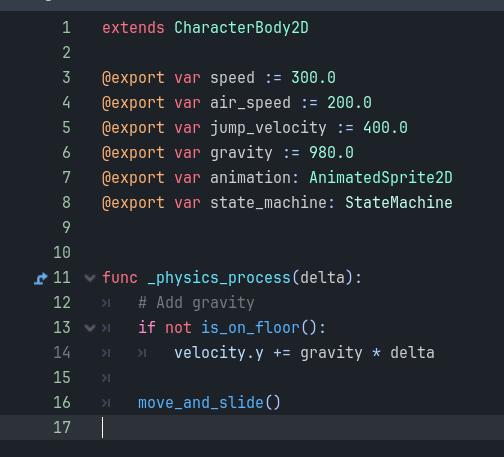 1 extends CharacterBody2D
2
3 @export var speed := 300.0
4 @export var air_speed := 200.0
5 @export var jump_velocity := 400.0
6 @export var gravity := 980.0
7 @export var animation: AnimatedSprite2D
8 @export var state_machine: StateMachine
9
10
11 func _physics_process(delta):
12 # Add gravity
13 if not is_on_floor():
14 velocity.y += gravity * delta
15
16 move_and_slide()
17